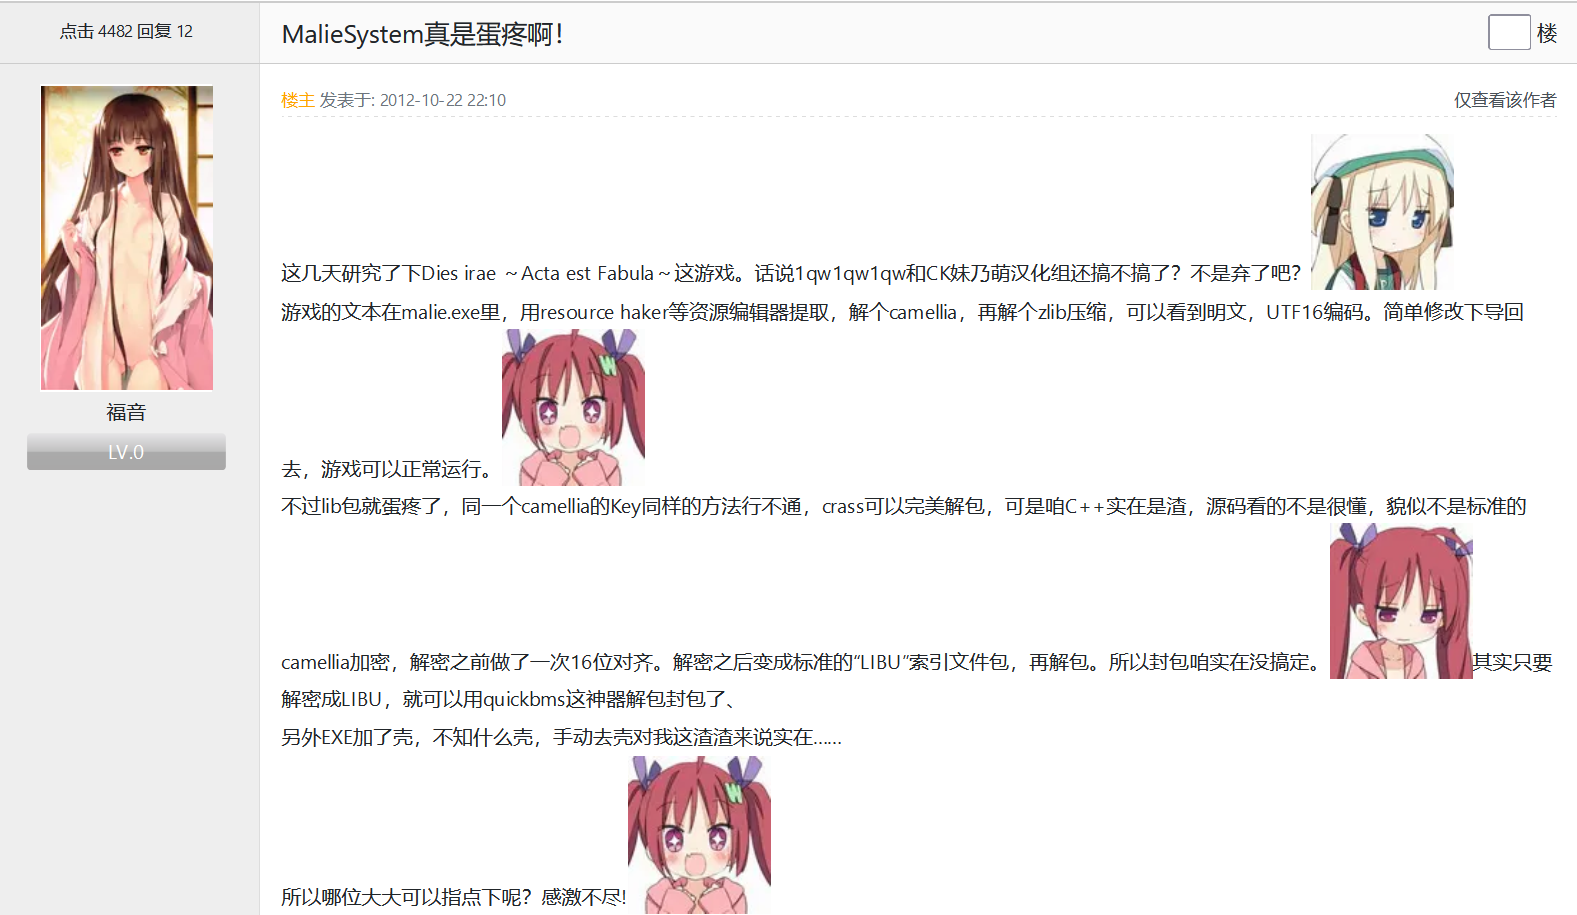 点击 4482 回复 12
MalieSystem真是蛋疼啊！
楼
福音
LV.0
楼主 发表于: 2012-10-22 22:10
仅查看该作者
这几天研究了下Dies irae ～Acta est Fabula～这游戏。话说1qw1qw1qw和CK妹乃萌汉化组还搞不搞了？不是弃了吧？
游戏的文本在malie.exe里，用resource haker等资源编辑器提取，解个camellia，再解个zlib压缩，可以看到明文，UTF16编码。简单修改下导回
W
去，游戏可以正常运行。
不过lib包就蛋疼了，同一个camellia的Key同样的方法行不通，crass可以完美解包，可是咱C++实在是渣，源码看的不是很懂，貌似不是标准的
camellia加密，解密之前做了一次16位对齐。解密之后变成标准的“LIBU”索引文件包，再解包。所以封包咱实在没搞定。其实只要
解密成LIBU，就可以用quickbms这神器解包封包了、
另外EXE加了壳，不知什么壳，手动去壳对我这渣渣来说实在……
W
所以哪位大大可以指点下呢？感激不尽!